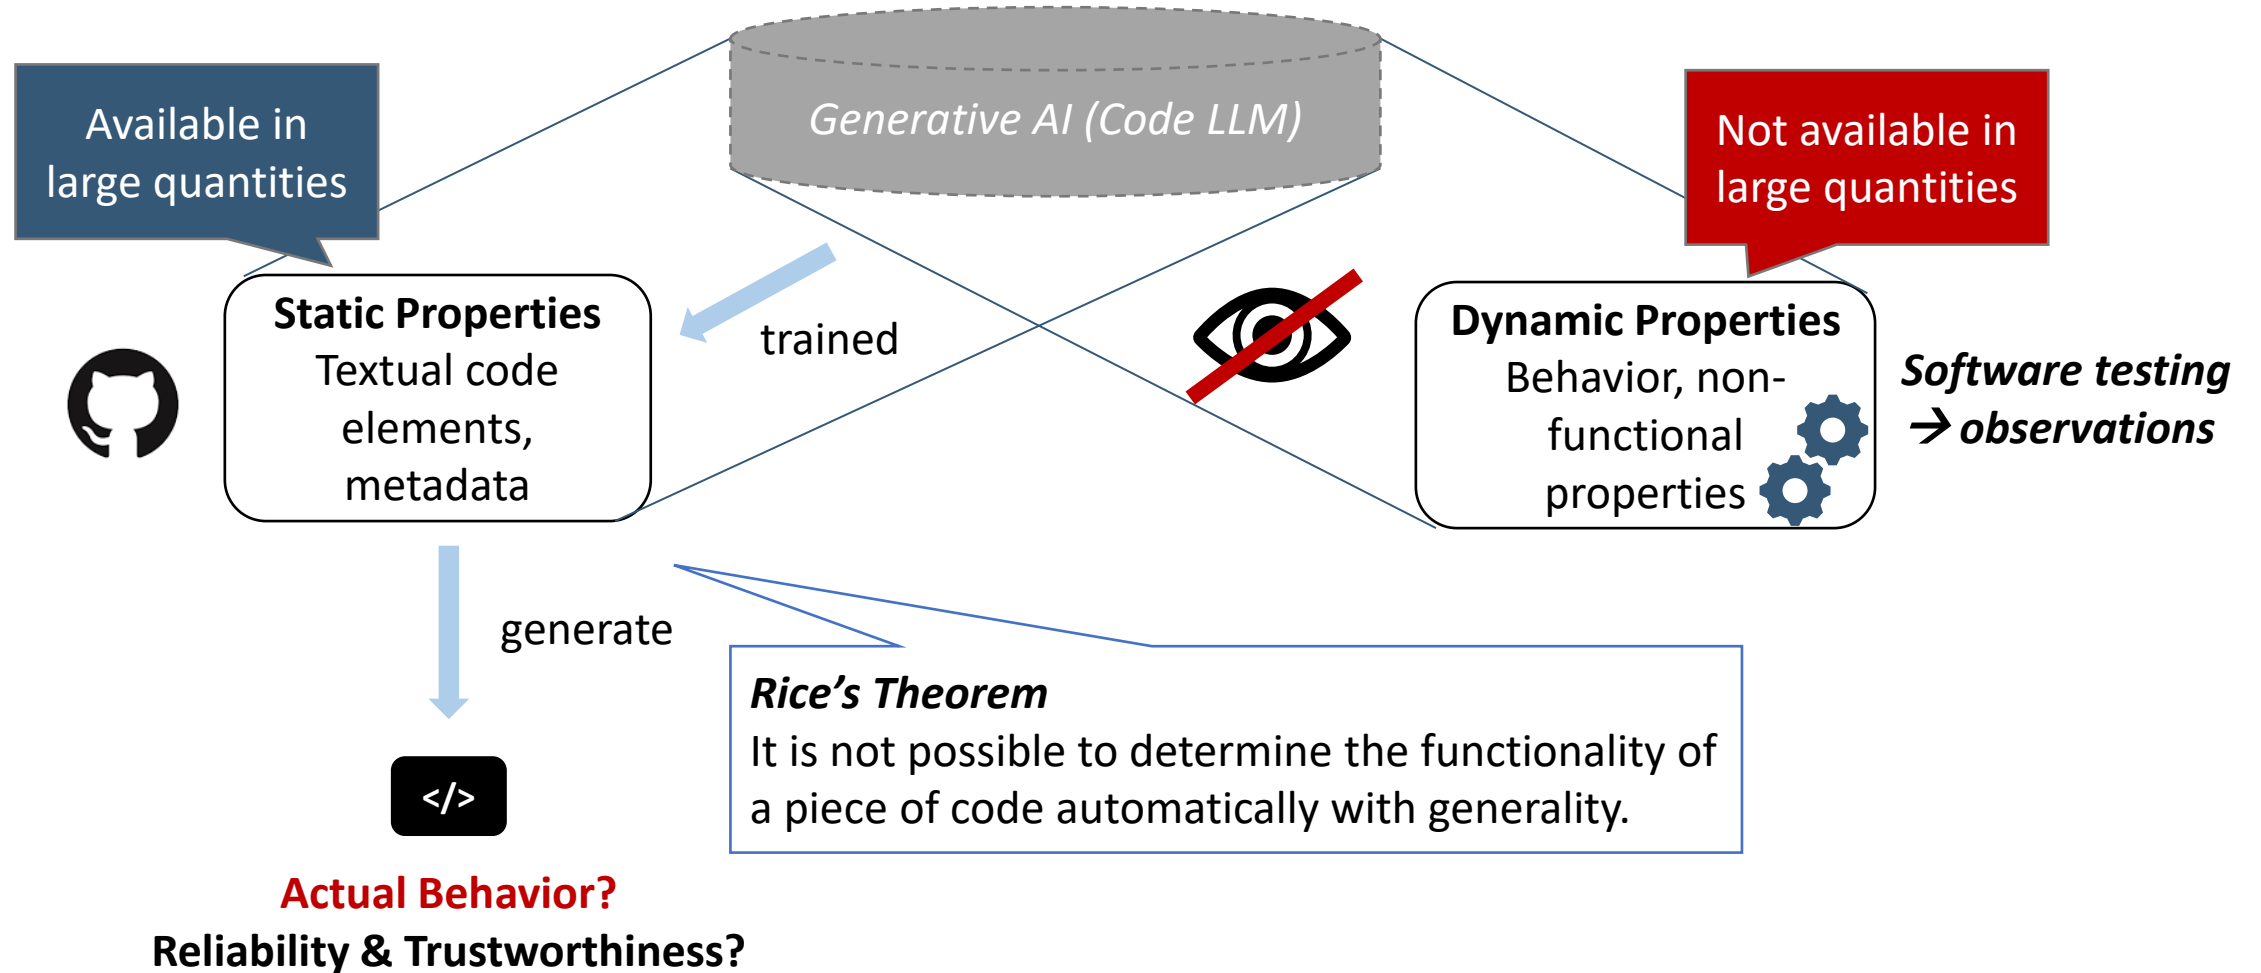 Generative AI (Code LLM)
Available in
large quantities
Not available in
large quantities
Static Properties
Textual code
elements,
metadata
trained
Dynamic Properties
Behavior, non-
functional
properties
Software testing
→ observations
generate
Rice’s Theorem
It is not possible to determine the functionality of
a piece of code automatically with generality.
</>
Actual Behavior?
Reliability & Trustworthiness?